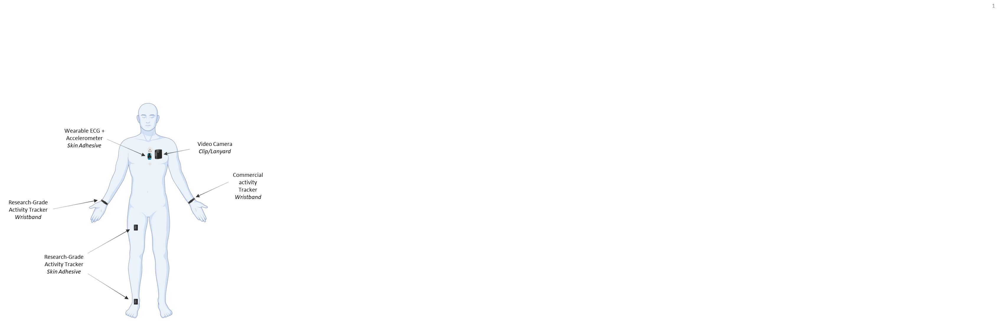 1
Wearable ECG +
Accelerometer
Skin Adhesive
Video Camera
Clip/Lanyard
Commercial
activity
Tracker
Wristband
Research-Grade
Activity Tracker
Wristband
Research-Grade
Activity Tracker
Skin Adhesive